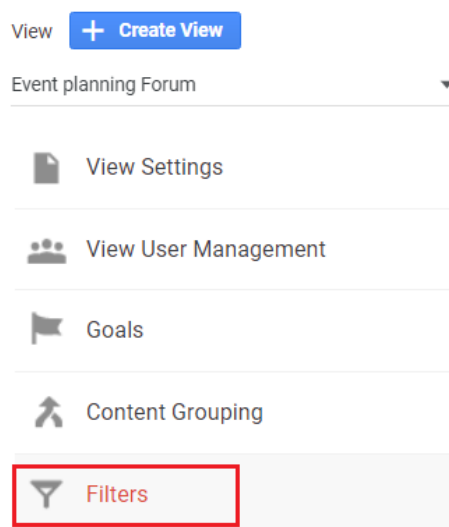 View + Create View
Event planning Forum
View Settings
View User Management
Goals
Content Grouping
Filters